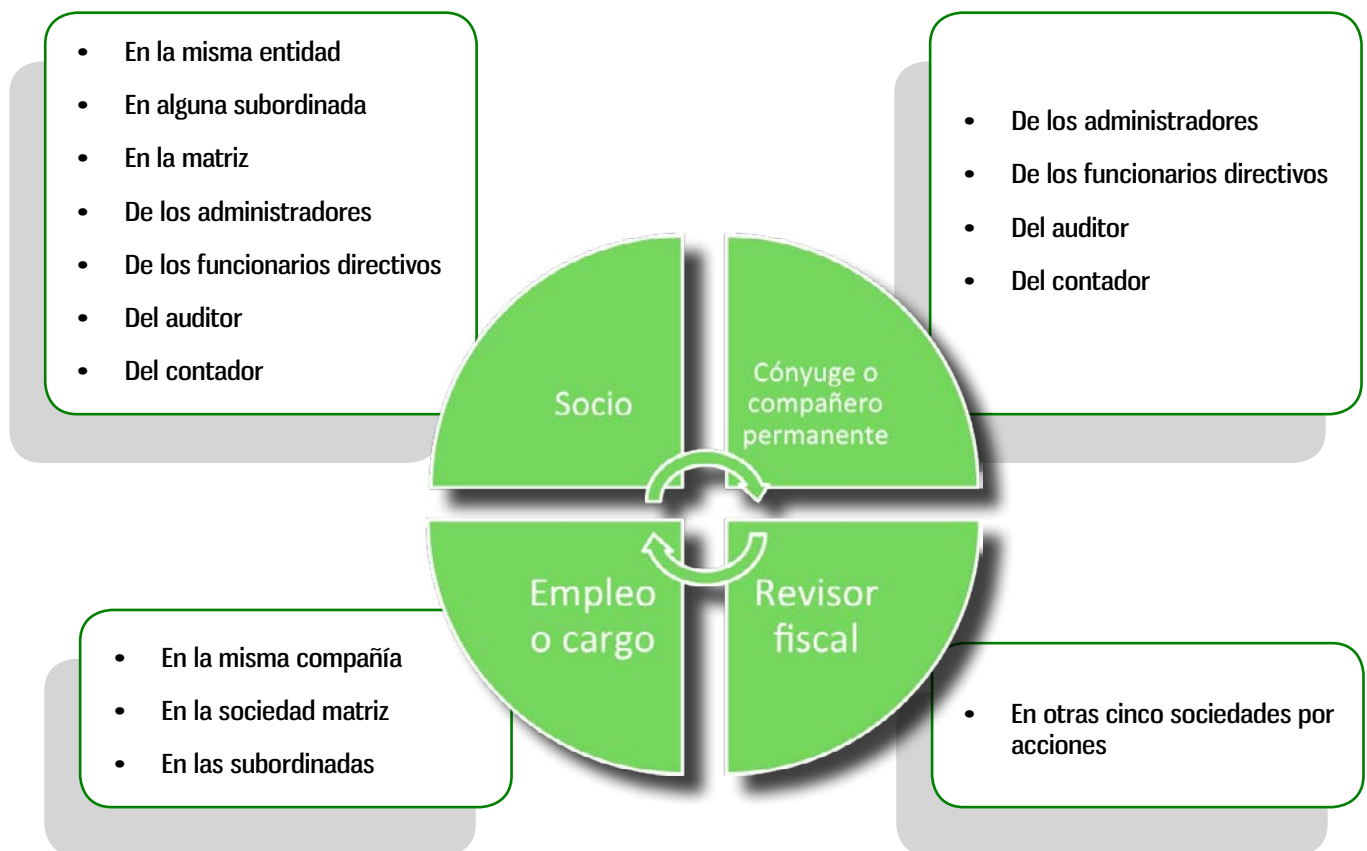 • En la misma entidad
• En alguna subordinada
• En la matriz
• De los administradores
• De los funcionarios directivos
• Del auditor
• Del contador
• De los administradores
• De los funcionarios directivos
• Del auditor
• Del contador
Socio
Cónyuge o
compañero
permanente
Empleo
o cargo
Revisor
fiscal
• En la misma compañía
• En la sociedad matriz
• En las subordinadas
• En otras cinco sociedades por
acciones